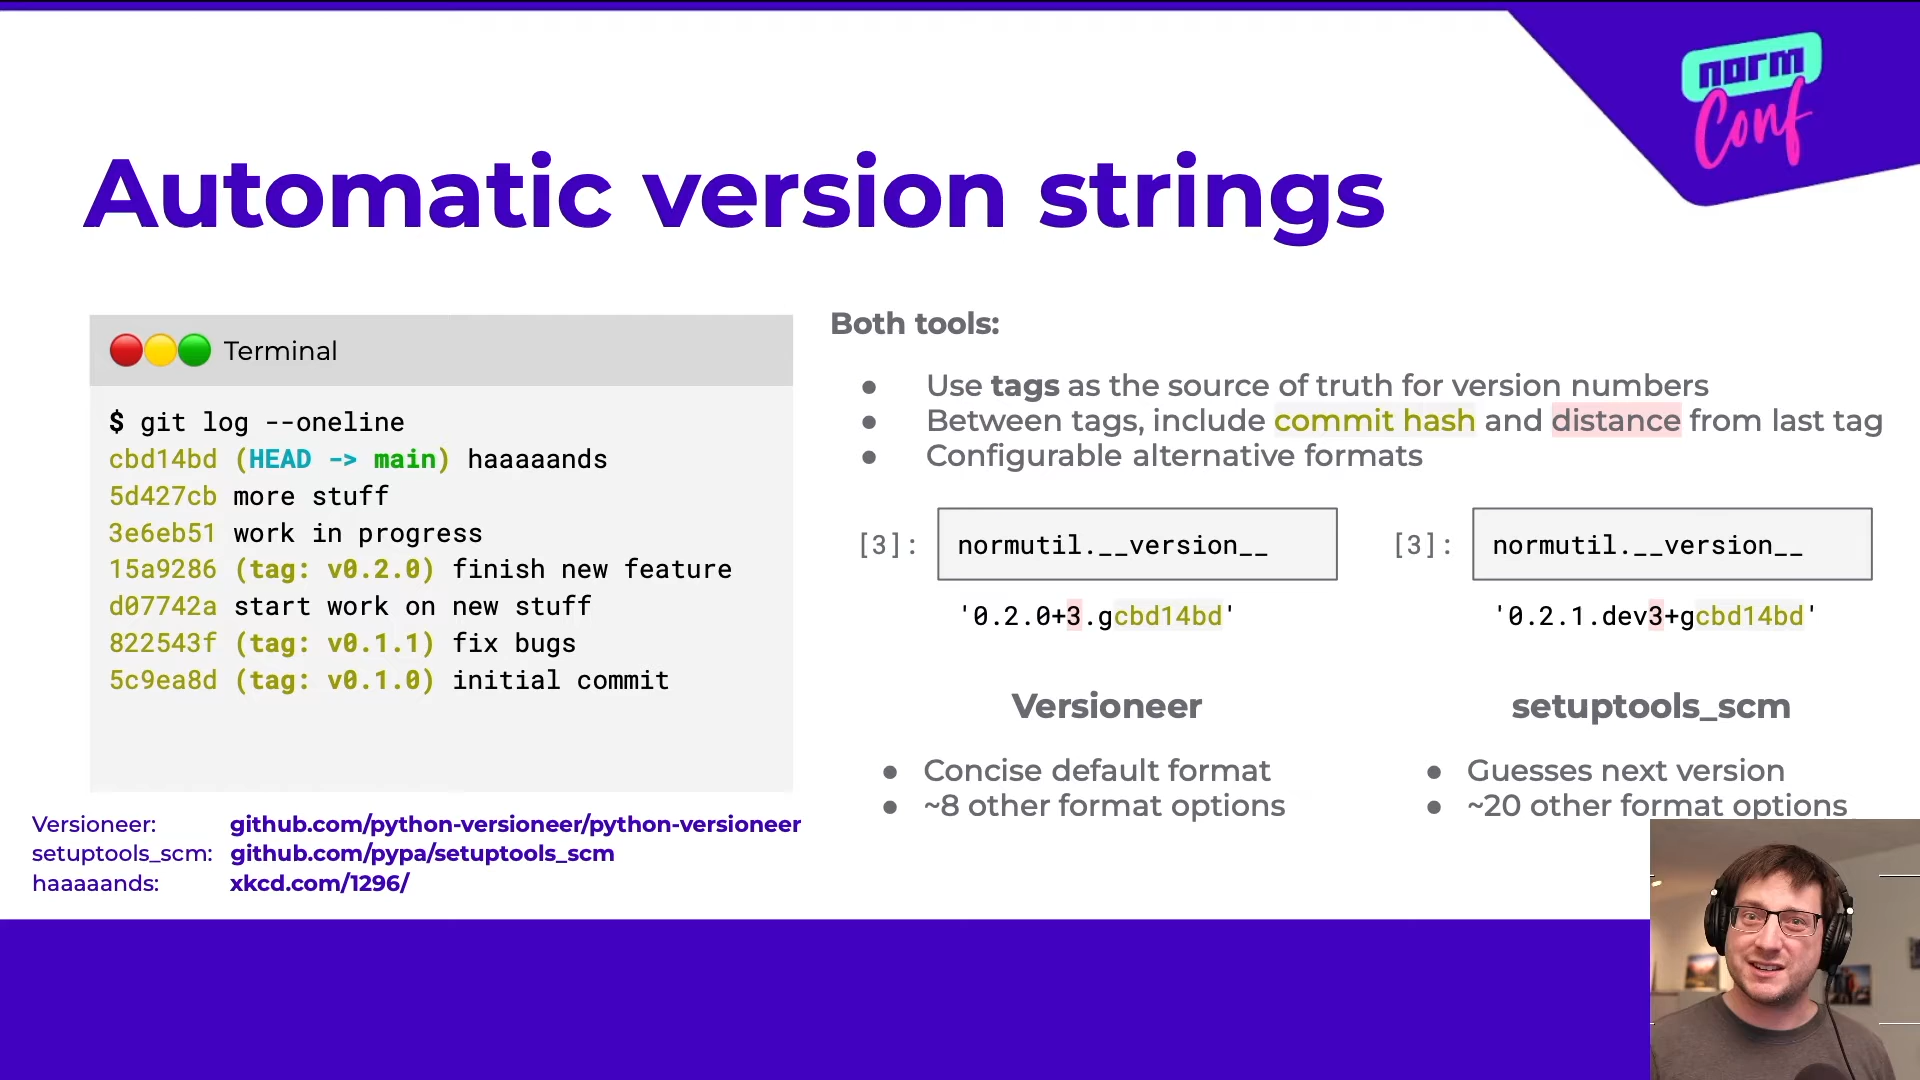 norm
Conf
Automatic version strings
Terminal
$ git log --oneline
cbd14bd (HEAD -> main) haaaaands
5d427cb more stuff
3e6eb51 work in progress
15a9286 (tag: v0.2.0) finish new feature
d07742a start work on new stuff
822543f (tag: v0.1.1) fix bugs
5c9ea8d (tag: v0.1.0) initial commit
Versioneer: github.com/python-versioneer/python-versioneer
setuptools_scm: github.com/pypa/setuptools_scm
haaaaands: xkcd.com/1296/
Both tools:
● Use tags as the source of truth for version numbers
● Between tags, include commit hash and distance from last tag
● Configurable alternative formats
[3]: normutil.__version__
'0.2.0+3.gcbd14bd'
Versioneer
● Concise default format
● ~8 other format options
[3]: normutil.__version__
'0.2.1.dev3+gcbd14bd'
setuptools_scm
● Guesses next version
● ~20 other format options